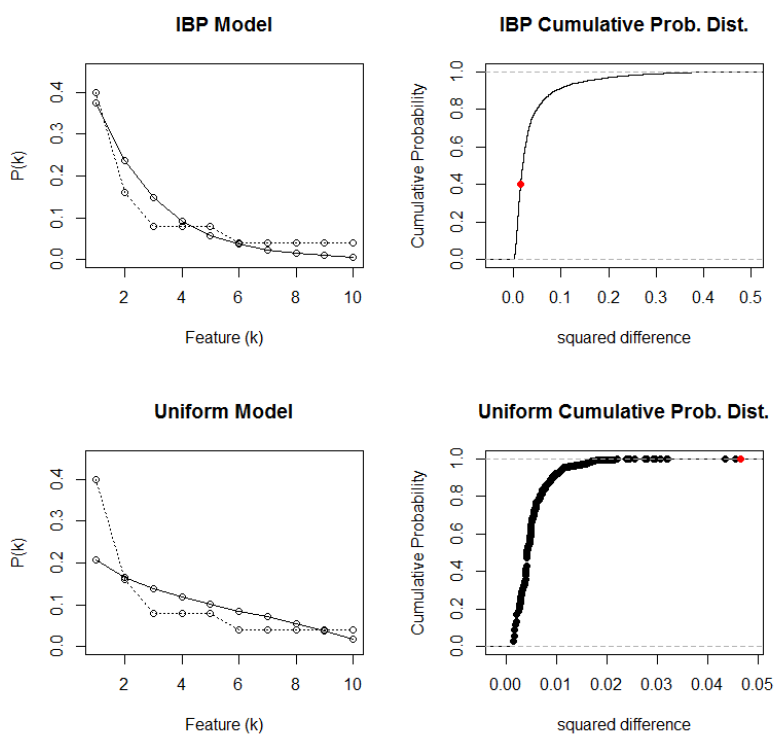 IBP Model
P(k)
0.0 0.1 0.2 0.3 0.4
2 4 6 8 10
Feature (k)
IBP Cumulative Prob. Dist.
Cumulative Probability
0.0 0.2 0.4 0.6 0.8 1.0
0.0 0.1 0.2 0.3 0.4 0.5
squared difference
Uniform Model
P(k)
0.0 0.1 0.2 0.3 0.4
2 4 6 8 10
Feature (k)
Uniform Cumulative Prob. Dist.
Cumulative Probability
0.0 0.2 0.4 0.6 0.8 1.0
0.00 0.01 0.02 0.03 0.04 0.05
squared difference